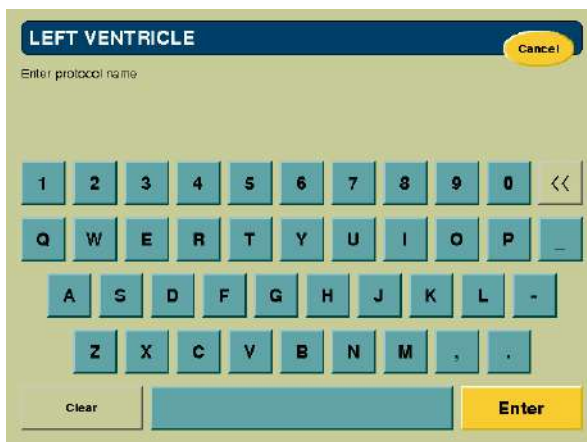 LEFT VENTRICLE
Cancel
Enter protocol name
1 2 3 4 5 6 7 8 9 0 <<
Q W E R T Y U I O P _
A S D F G H J K L -
Z X C V B N M , .
Clear Enter